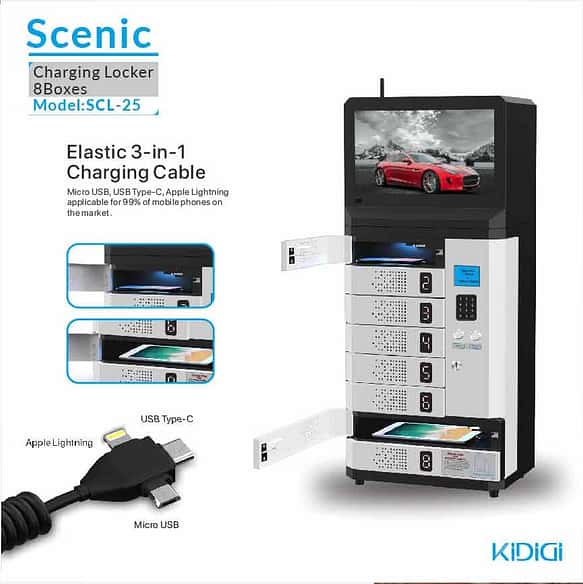 Scenic
Charging Locker
8Boxes
Model:SCL-25
Elastic 3-in-1
Charging Cable
Micro USB, USB Type-C, Apple Lightning
applicable for 99% of mobile phones on
the market.
2
3
4
5
6
8
USB Type-C
Apple Lightning
Micro USB
KiDiGi